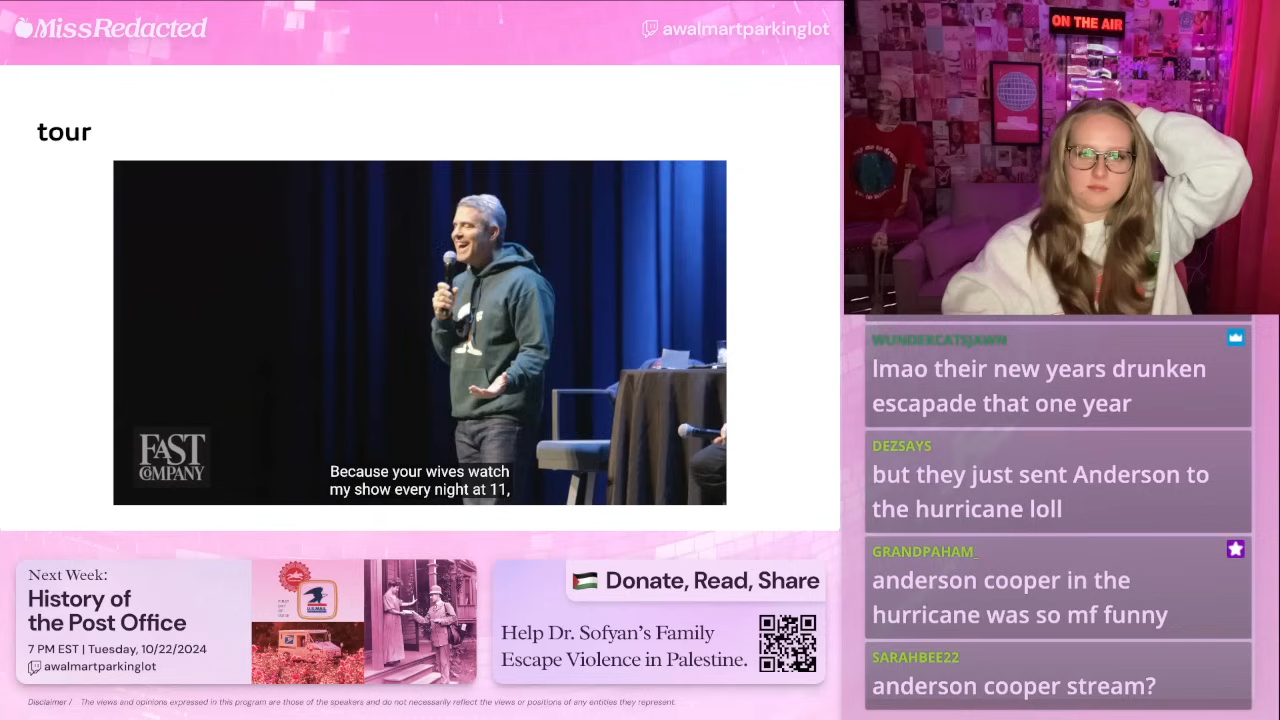 MissRedacted
awalmartparkinglot
tour
FAST
COMPANY
Because your wives watch
my show every night at 11,
ON THE AIR
WUNDERCATSJAWN
lmao their new years drunken
escapade that one year
DEZSAYS
but they just sent Anderson to
the hurricane loll
GRANDPAHAM_
anderson cooper in the
hurricane was so mf funny
SARAHBEE22
anderson cooper stream?
Next Week:
History of
the Post Office
7 PM EST | Tuesday, 10/22/2024
awalmartparkinglot
U.S.MAIL
Donate, Read, Share
Help Dr. Sofyan's Family
Escape Violence in Palestine.
Disclaimer / The views and opinions expressed in this program are those of the speakers and do not necessarily reflect the views or positions of any entities they represent.